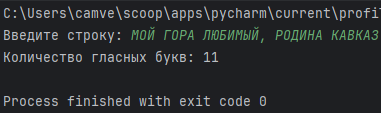 C:\Users\camve\scoop\apps\pycharm\current\profi
Введите строку: МОЙ ГОРА ЛЮБИМЫЙ, РОДИНА КАВКАЗ
Количество гласных букв: 11
Process finished with exit code 0